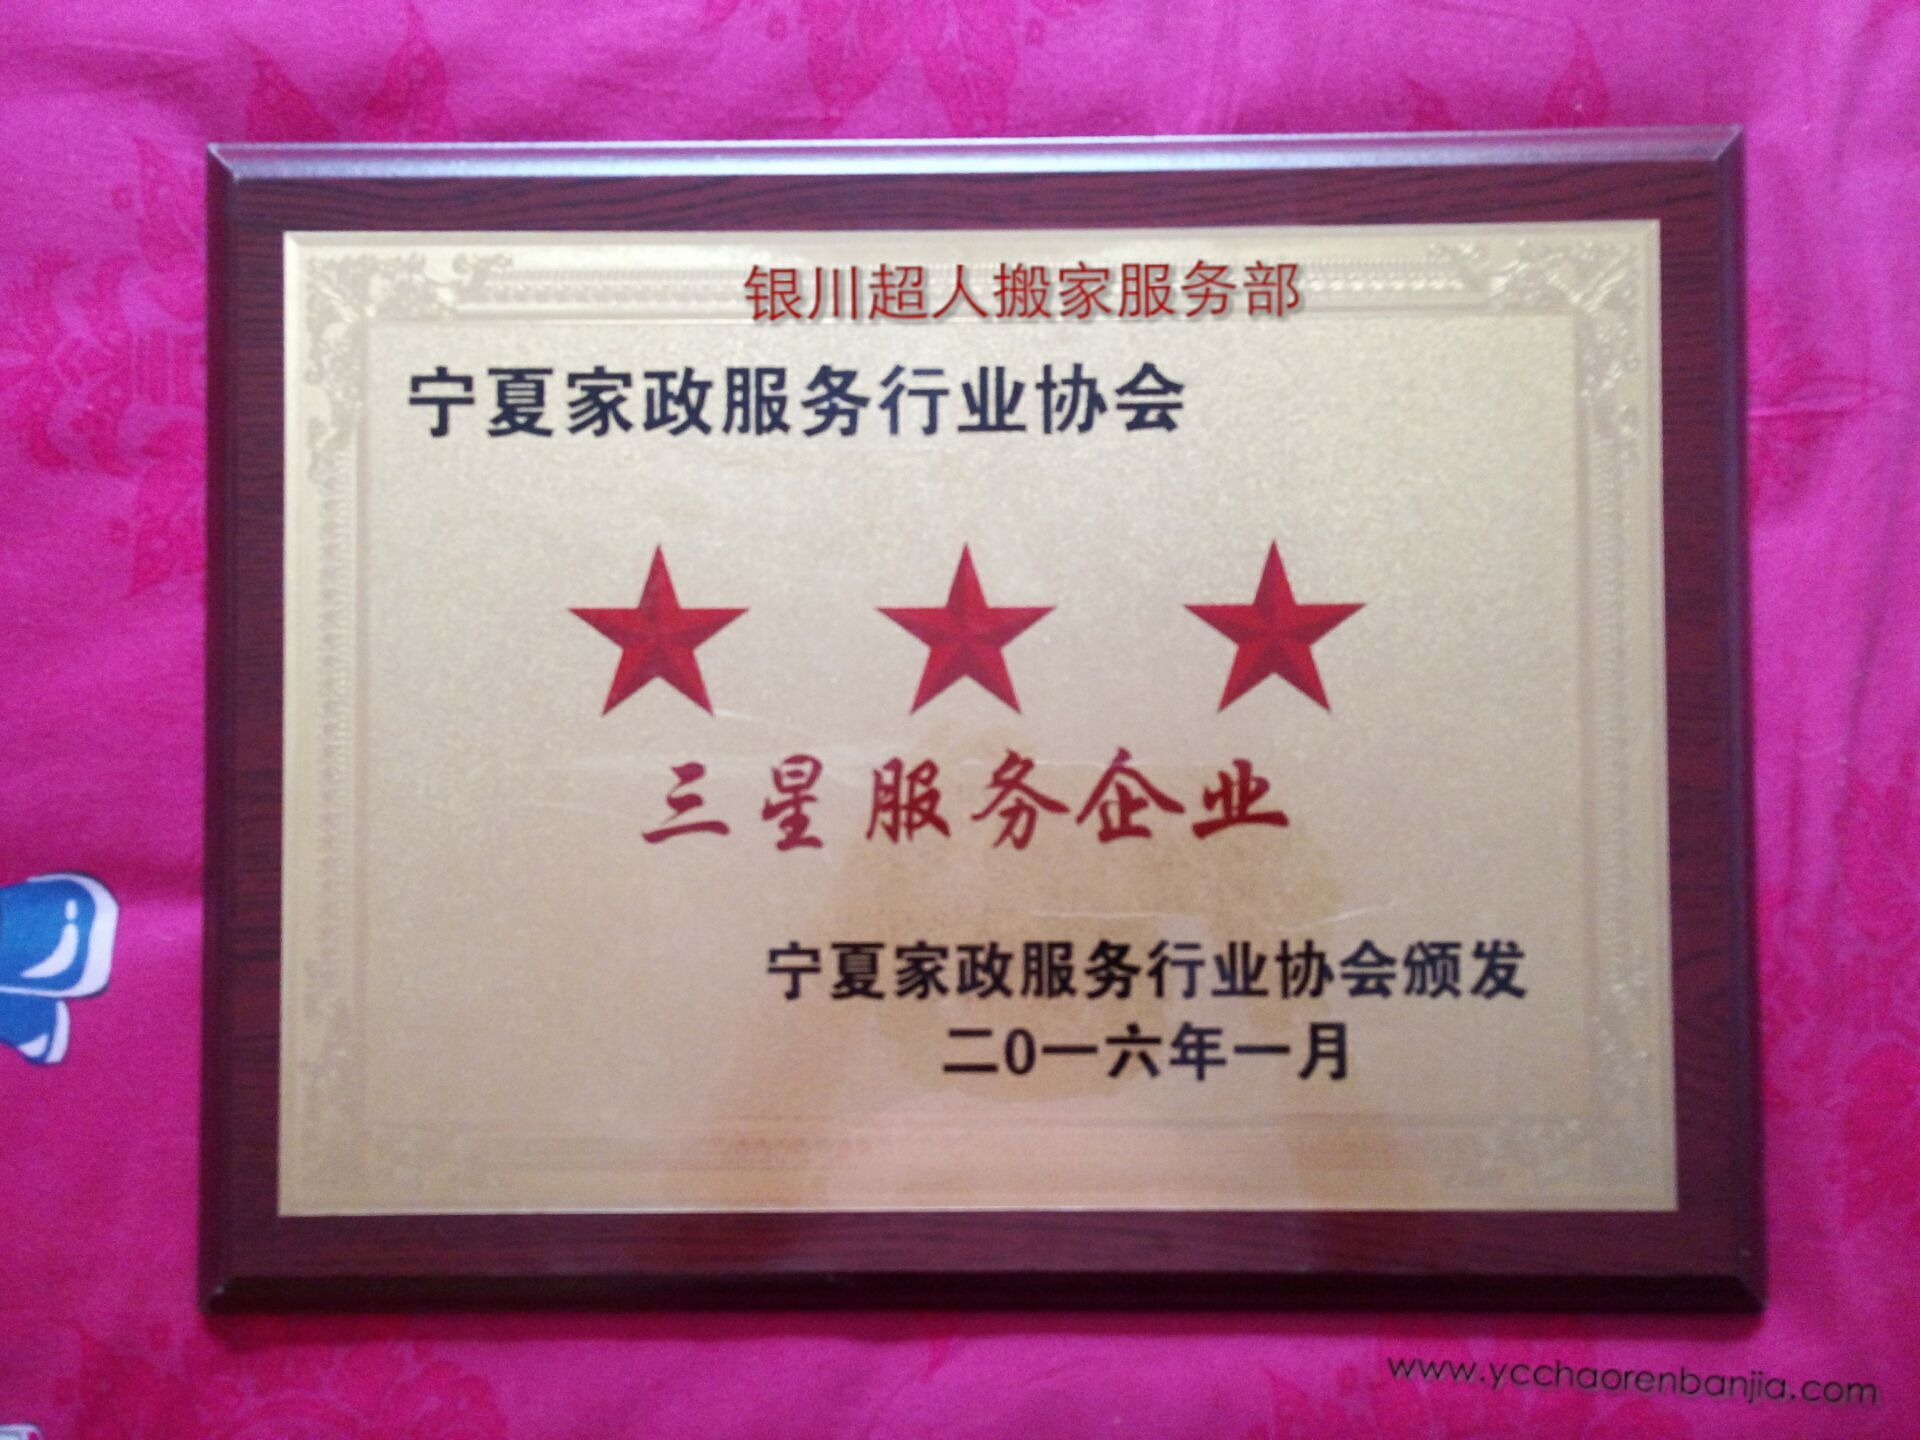 银川超人搬家服务部
宁夏家政服务行业协会
三星服务企业
宁夏家政服务行业协会颁发
二0一六年一月
www.ycchaorenbanjia.com